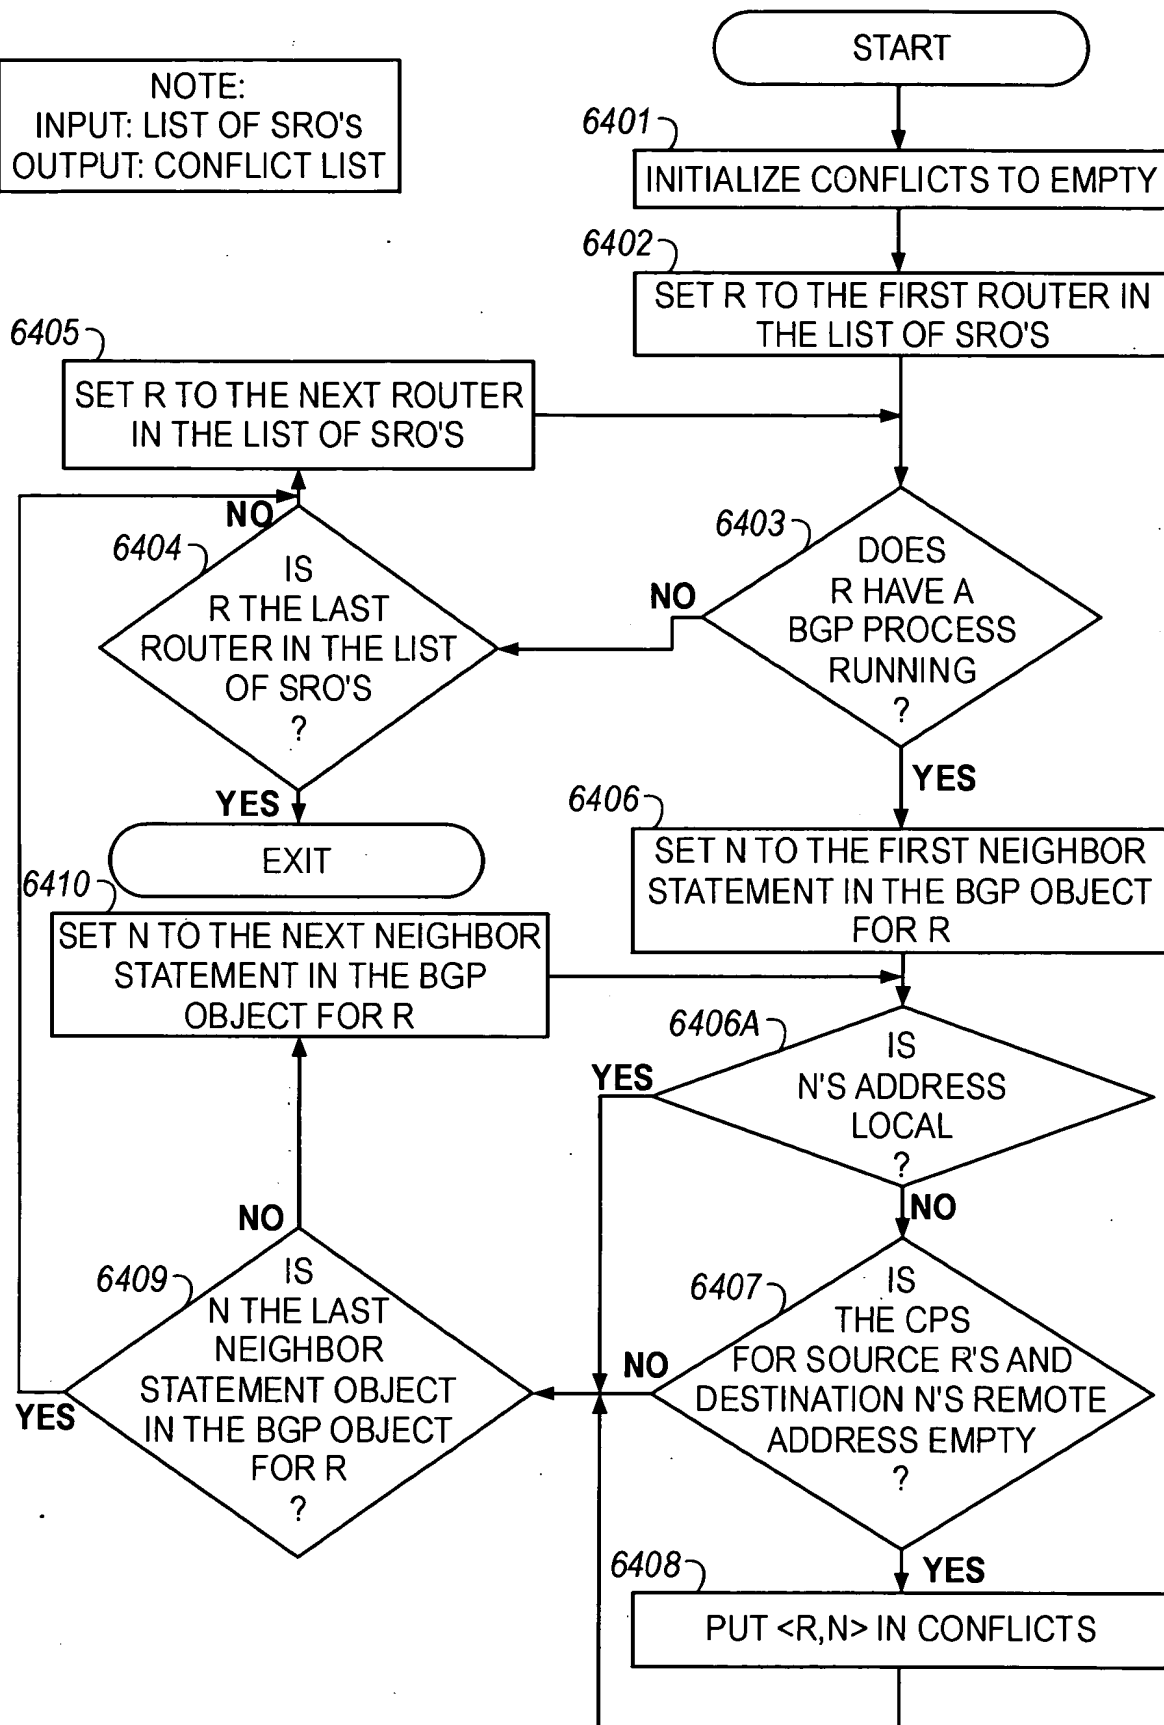 START
NOTE:
INPUT: LIST OF SRO'S
OUTPUT: CONFLICT LIST
6401
INITIALIZE CONFLICTS TO EMPTY
6402
SET R TO THE FIRST ROUTER IN
THE LIST OF SRO'S
6405
SET R TO THE NEXT ROUTER
IN THE LIST OF SRO'S
NO
6404
IS
R THE LAST
ROUTER IN THE LIST
OF SRO'S
?
YES
6403
DOES
R HAVE A
BGP PROCESS
RUNNING
?
NO
YES
EXIT
6406
SET N TO THE FIRST NEIGHBOR
STATEMENT IN THE BGP OBJECT
FOR R
6410
SET N TO THE NEXT NEIGHBOR
STATEMENT IN THE BGP
OBJECT FOR R
6406A
IS
N'S ADDRESS
LOCAL
?
YES
NO
NO
6409
IS
N THE LAST
NEIGHBOR
STATEMENT OBJECT
IN THE BGP OBJECT
FOR R
?
YES
6407
IS
THE CPS
FOR SOURCE R'S AND
DESTINATION N'S REMOTE
ADDRESS EMPTY
?
NO
YES
6408
PUT <R,N> IN CONFLICTS